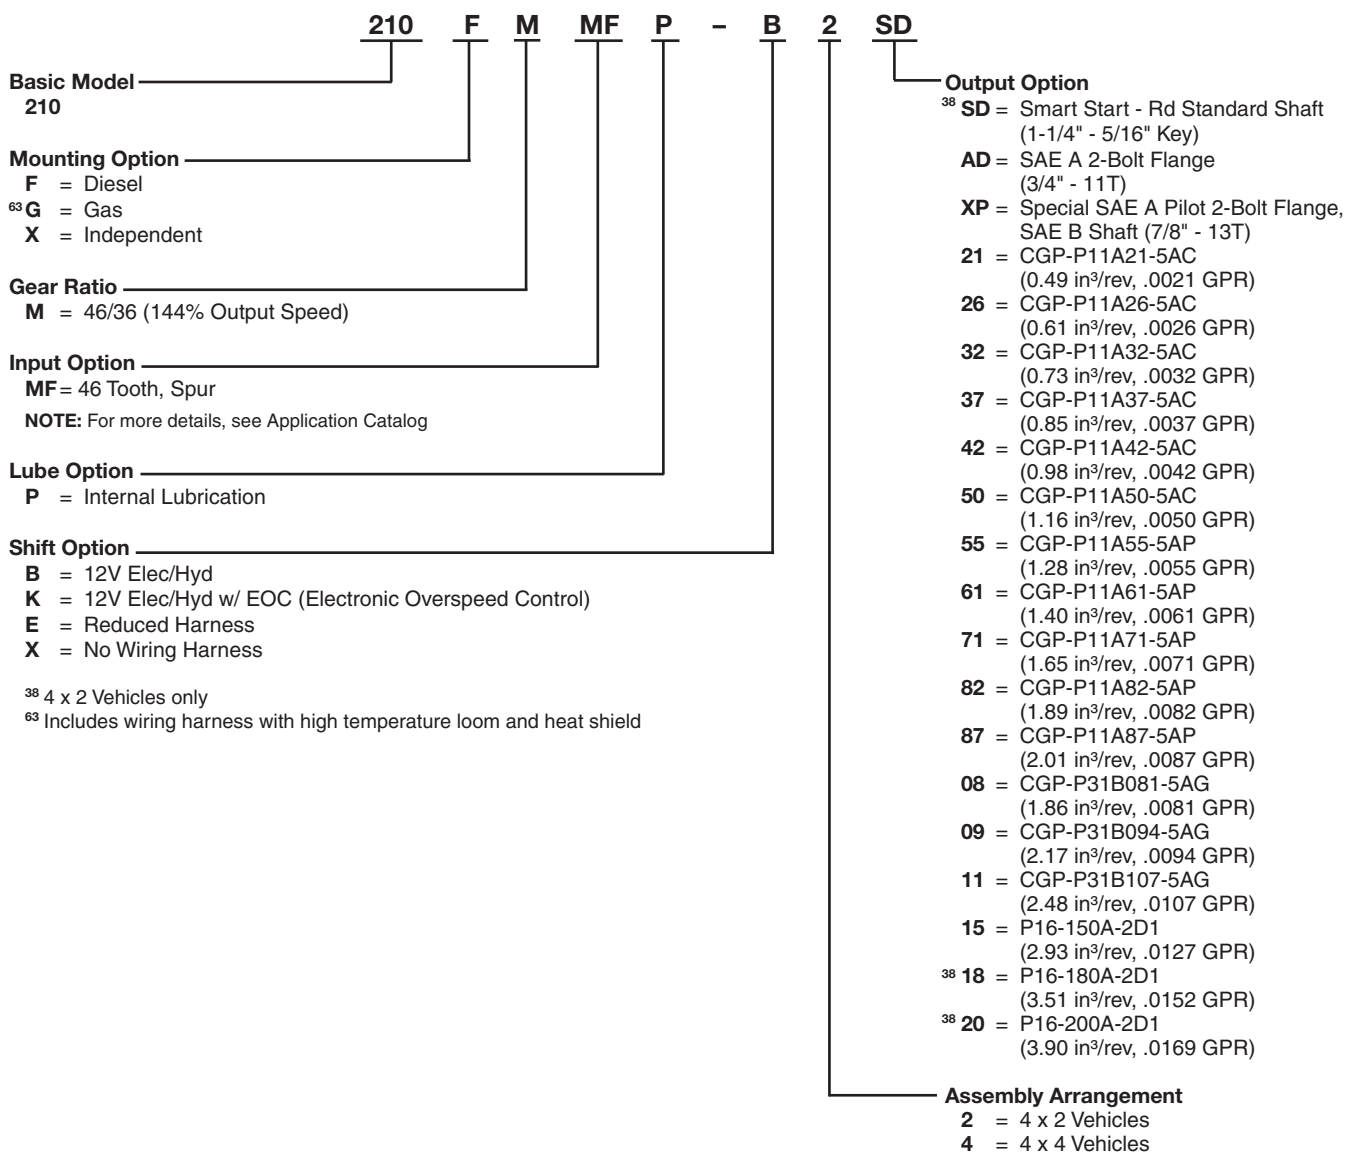 210 F M MF P – B 2 SD
Basic Model
210
Mounting Option
F = Diesel
63 G = Gas
X = Independent
Gear Ratio
M = 46/36 (144% Output Speed)
Input Option
MF = 46 Tooth, Spur
NOTE: For more details, see Application Catalog
Lube Option
P = Internal Lubrication
Shift Option
B = 12V Elec/Hyd
K = 12V Elec/Hyd w/ EOC (Electronic Overspeed Control)
E = Reduced Harness
X = No Wiring Harness
38 4 x 2 Vehicles only
63 Includes wiring harness with high temperature loom and heat shield
Output Option
38 SD = Smart Start - Rd Standard Shaft
(1-1/4" - 5/16" Key)
AD = SAE A 2-Bolt Flange
(3/4" - 11T)
XP = Special SAE A Pilot 2-Bolt Flange,
SAE B Shaft (7/8" - 13T)
21 = CGP-P11A21-5AC
(0.49 in³/rev, .0021 GPR)
26 = CGP-P11A26-5AC
(0.61 in³/rev, .0026 GPR)
32 = CGP-P11A32-5AC
(0.73 in³/rev, .0032 GPR)
37 = CGP-P11A37-5AC
(0.85 in³/rev, .0037 GPR)
42 = CGP-P11A42-5AC
(0.98 in³/rev, .0042 GPR)
50 = CGP-P11A50-5AC
(1.16 in³/rev, .0050 GPR)
55 = CGP-P11A55-5AP
(1.28 in³/rev, .0055 GPR)
61 = CGP-P11A61-5AP
(1.40 in³/rev, .0061 GPR)
71 = CGP-P11A71-5AP
(1.65 in³/rev, .0071 GPR)
82 = CGP-P11A82-5AP
(1.89 in³/rev, .0082 GPR)
87 = CGP-P11A87-5AP
(2.01 in³/rev, .0087 GPR)
08 = CGP-P31B081-5AG
(1.86 in³/rev, .0081 GPR)
09 = CGP-P31B094-5AG
(2.17 in³/rev, .0094 GPR)
11 = CGP-P31B107-5AG
(2.48 in³/rev, .0107 GPR)
15 = P16-150A-2D1
(2.93 in³/rev, .0127 GPR)
38 18 = P16-180A-2D1
(3.51 in³/rev, .0152 GPR)
38 20 = P16-200A-2D1
(3.90 in³/rev, .0169 GPR)
Assembly Arrangement
2 = 4 x 2 Vehicles
4 = 4 x 4 Vehicles